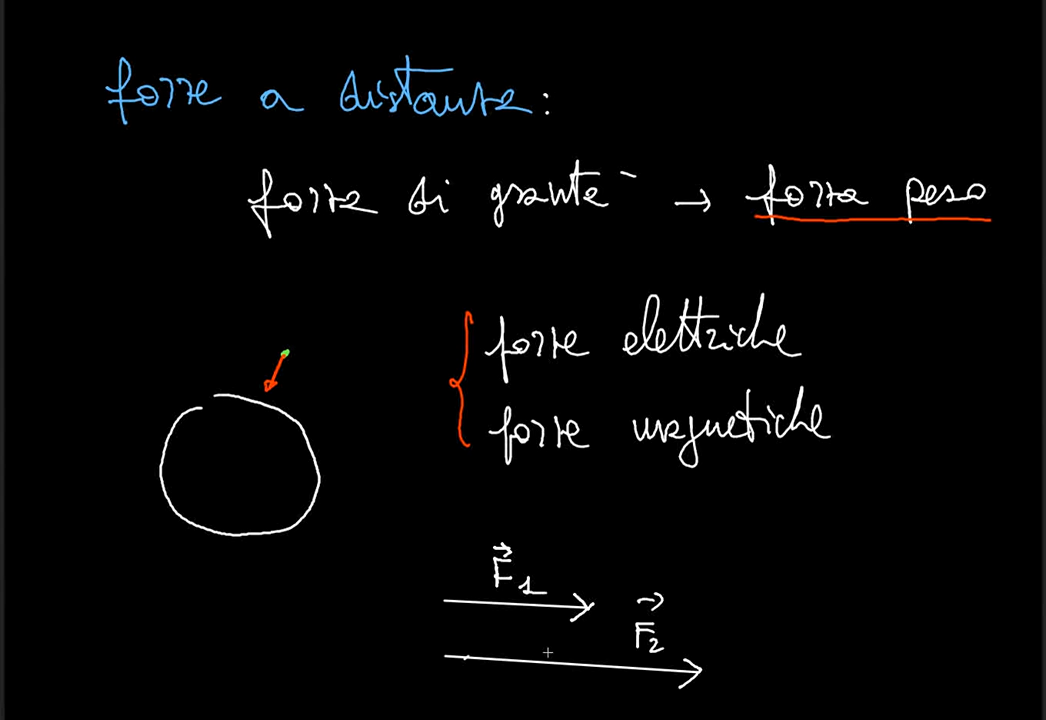 forze a distanza:
forze di gravità → forza peso
forze elettriche
forze magnetiche
F⃗1
F⃗2